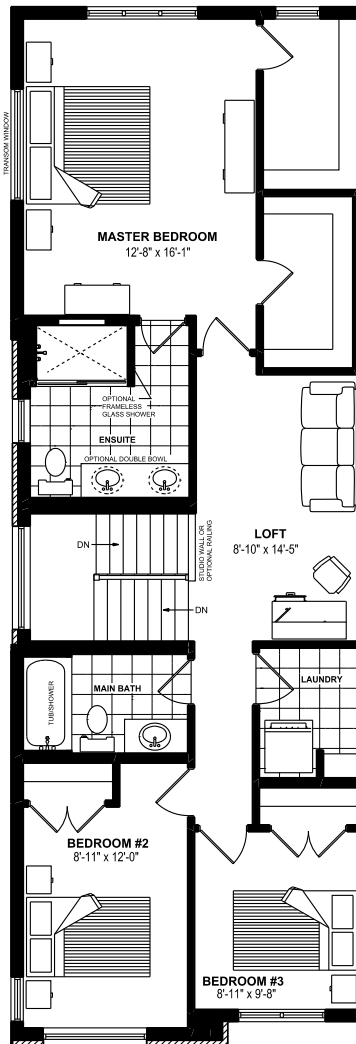 TRANSOM WINDOW
MASTER BEDROOM
12'-8" x 16'-1"
OPTIONAL
FRAMELESS
GLASS SHOWER
ENSUITE
OPTIONAL DOUBLE BOWL
DN
STUDIO WALL OR
OPTIONAL RAILING
LOFT
8'-10" x 14'-5"
DN
TUB/SHOWER
MAIN BATH
LAUNDRY
BEDROOM #2
8'-11" x 12'-0"
BEDROOM #3
8'-11" x 9'-8"